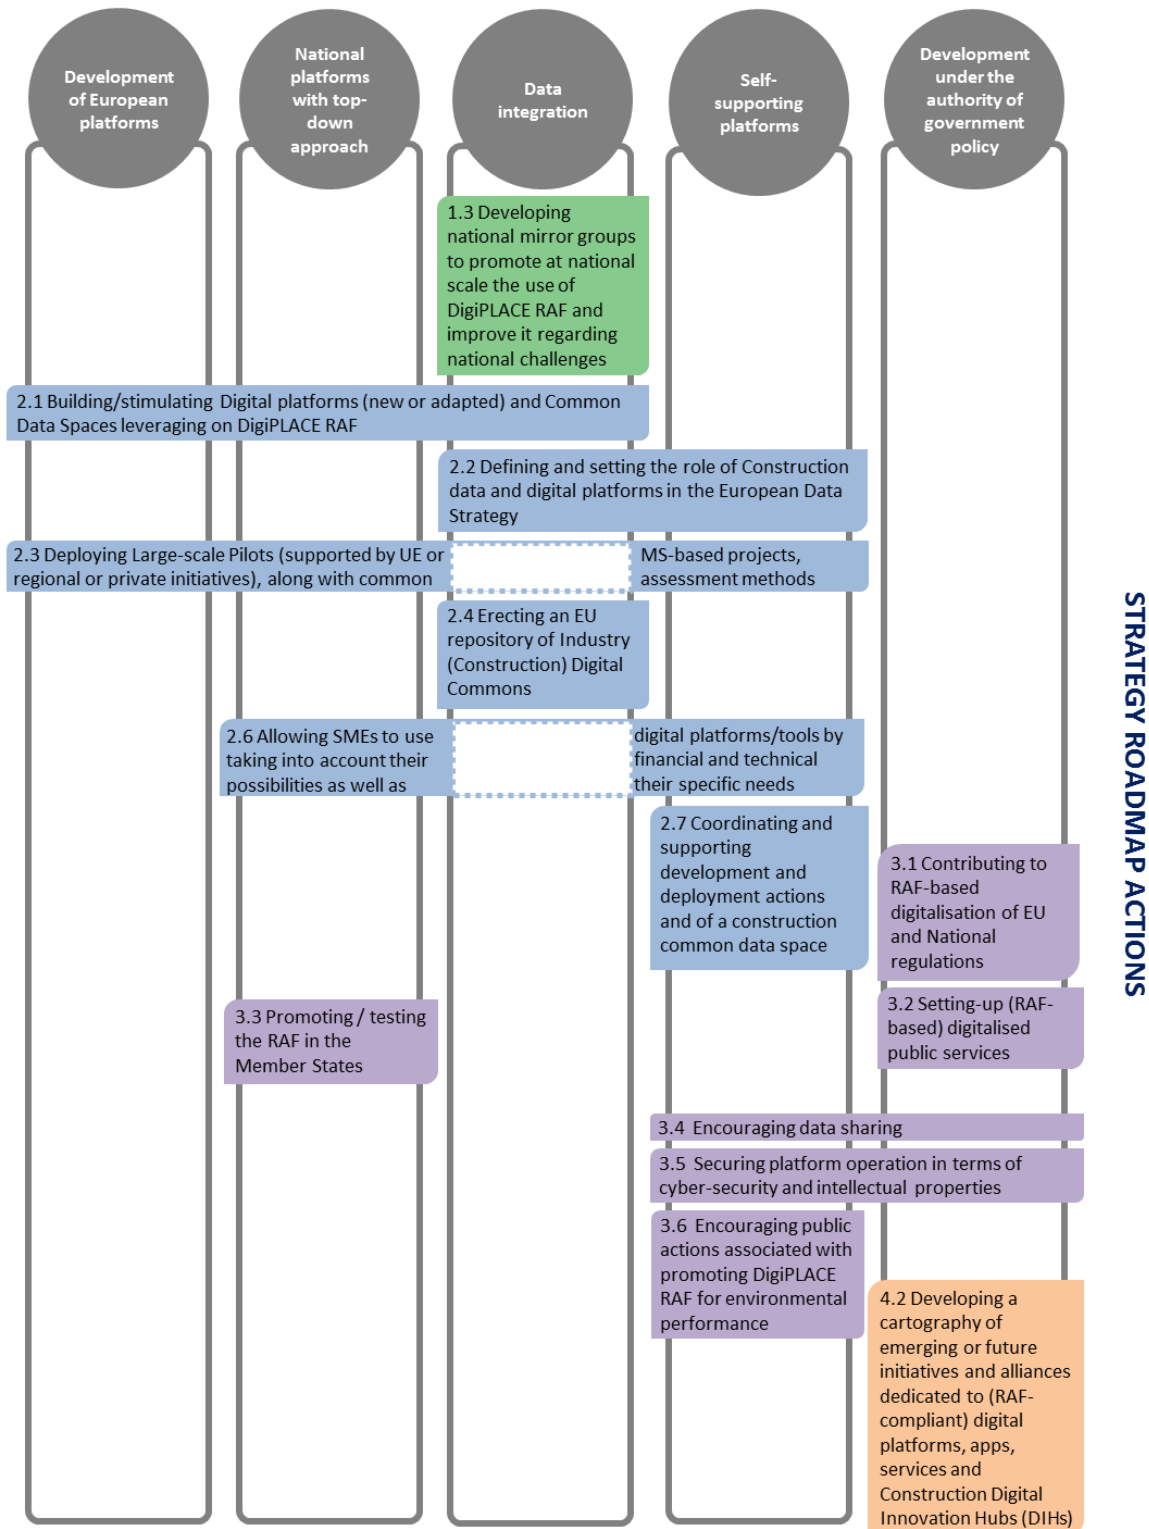 Development
of European
platforms
National
platforms
with top-
down
approach
Data
integration
Self-
supporting
platforms
Development
under the
authority of
government
policy
1.3 Developing
national mirror groups
to promote at national
scale the use of
DigiPLACE RAF and
improve it regarding
national challenges
2.1 Building/stimulating Digital platforms (new or adapted) and Common
Data Spaces leveraging on DigiPLACE RAF
2.2 Defining and setting the role of Construction
data and digital platforms in the European Data
Strategy
2.3 Deploying Large-scale Pilots (supported by UE or
regional or private initiatives), along with common
MS-based projects,
assessment methods
2.4 Erecting an EU
repository of Industry
(Construction) Digital
Commons
2.6 Allowing SMEs to use
taking into account their
possibilities as well as
digital platforms/tools by
financial and technical
their specific needs
2.7 Coordinating and
supporting
development and
deployment actions
and of a construction
common data space
3.1 Contributing to
RAF-based
digitalisation of EU
and National
regulations
3.2 Setting-up (RAF-
based) digitalised
public services
3.3 Promoting / testing
the RAF in the
Member States
3.4 Encouraging data sharing
3.5 Securing platform operation in terms of
cyber-security and intellectual properties
3.6 Encouraging public
actions associated with
promoting DigiPLACE
RAF for environmental
performance
4.2 Developing a
cartography of
emerging or future
initiatives and alliances
dedicated to (RAF-
compliant) digital
platforms, apps,
services and
Construction Digital
Innovation Hubs (DIHs)
STRATEGY ROADMAP ACTIONS